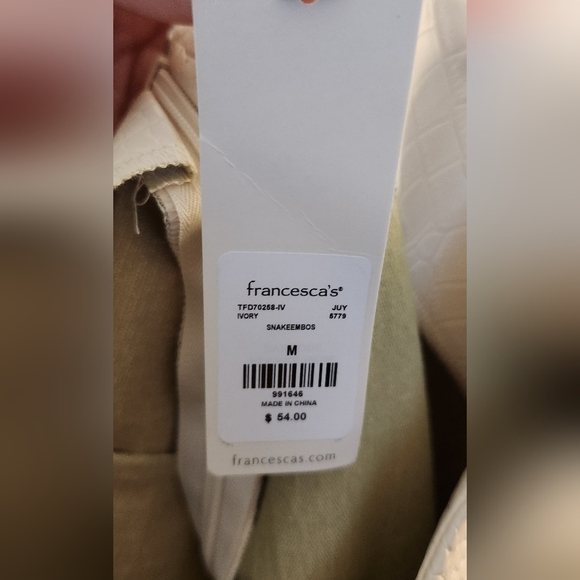 francesca's®
TFD70258-IV JUY
IVORY 5779
SNAKEEMBOS
M
991646
MADE IN CHINA
$ 54.00
francescas.com